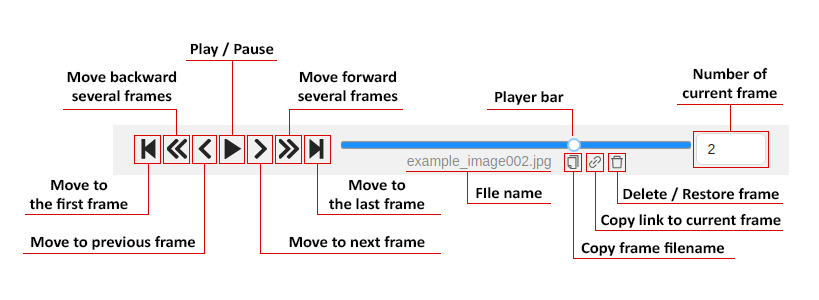 Play / Pause
Move backward
several frames
Move forward
several frames
Player bar
Number of
current frame
2
example_image002.jpg
Move to
the first frame
Move to
the last frame
FIle name
Delete / Restore frame
Copy link to current frame
Move to previous frame
Move to next frame
Copy frame filename